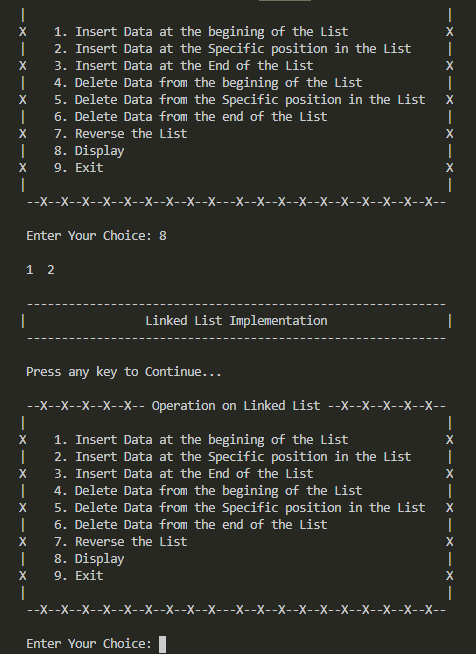 |                                                            |
X    1. Insert Data at the begining of the List              X
|    2. Insert Data at the Specific position in the List     |
X    3. Insert Data at the End of the List                   X
|    4. Delete Data from the begining of the List            |
X    5. Delete Data from the Specific position in the List   X
|    6. Delete Data from the end of the List                 |
X    7. Reverse the List                                     X
|    8. Display                                              |
X    9. Exit                                                 X
|                                                            |
--X--X--X--X--X--X--X--X--X---X--X--X--X--X--X--X--X--X--X--
Enter Your Choice: 8
1  2
------------------------------------------------------------
|                 Linked List Implementation                 |
------------------------------------------------------------
Press any key to Continue...
--X--X--X--X--X-- Operation on Linked List --X--X--X--X--X--
|                                                            |
X    1. Insert Data at the begining of the List              X
|    2. Insert Data at the Specific position in the List     |
X    3. Insert Data at the End of the List                   X
|    4. Delete Data from the begining of the List            |
X    5. Delete Data from the Specific position in the List   X
|    6. Delete Data from the end of the List                 |
X    7. Reverse the List                                     X
|    8. Display                                              |
X    9. Exit                                                 X
|                                                            |
--X--X--X--X--X--X--X--X--X---X--X--X--X--X--X--X--X--X--X--
Enter Your Choice: